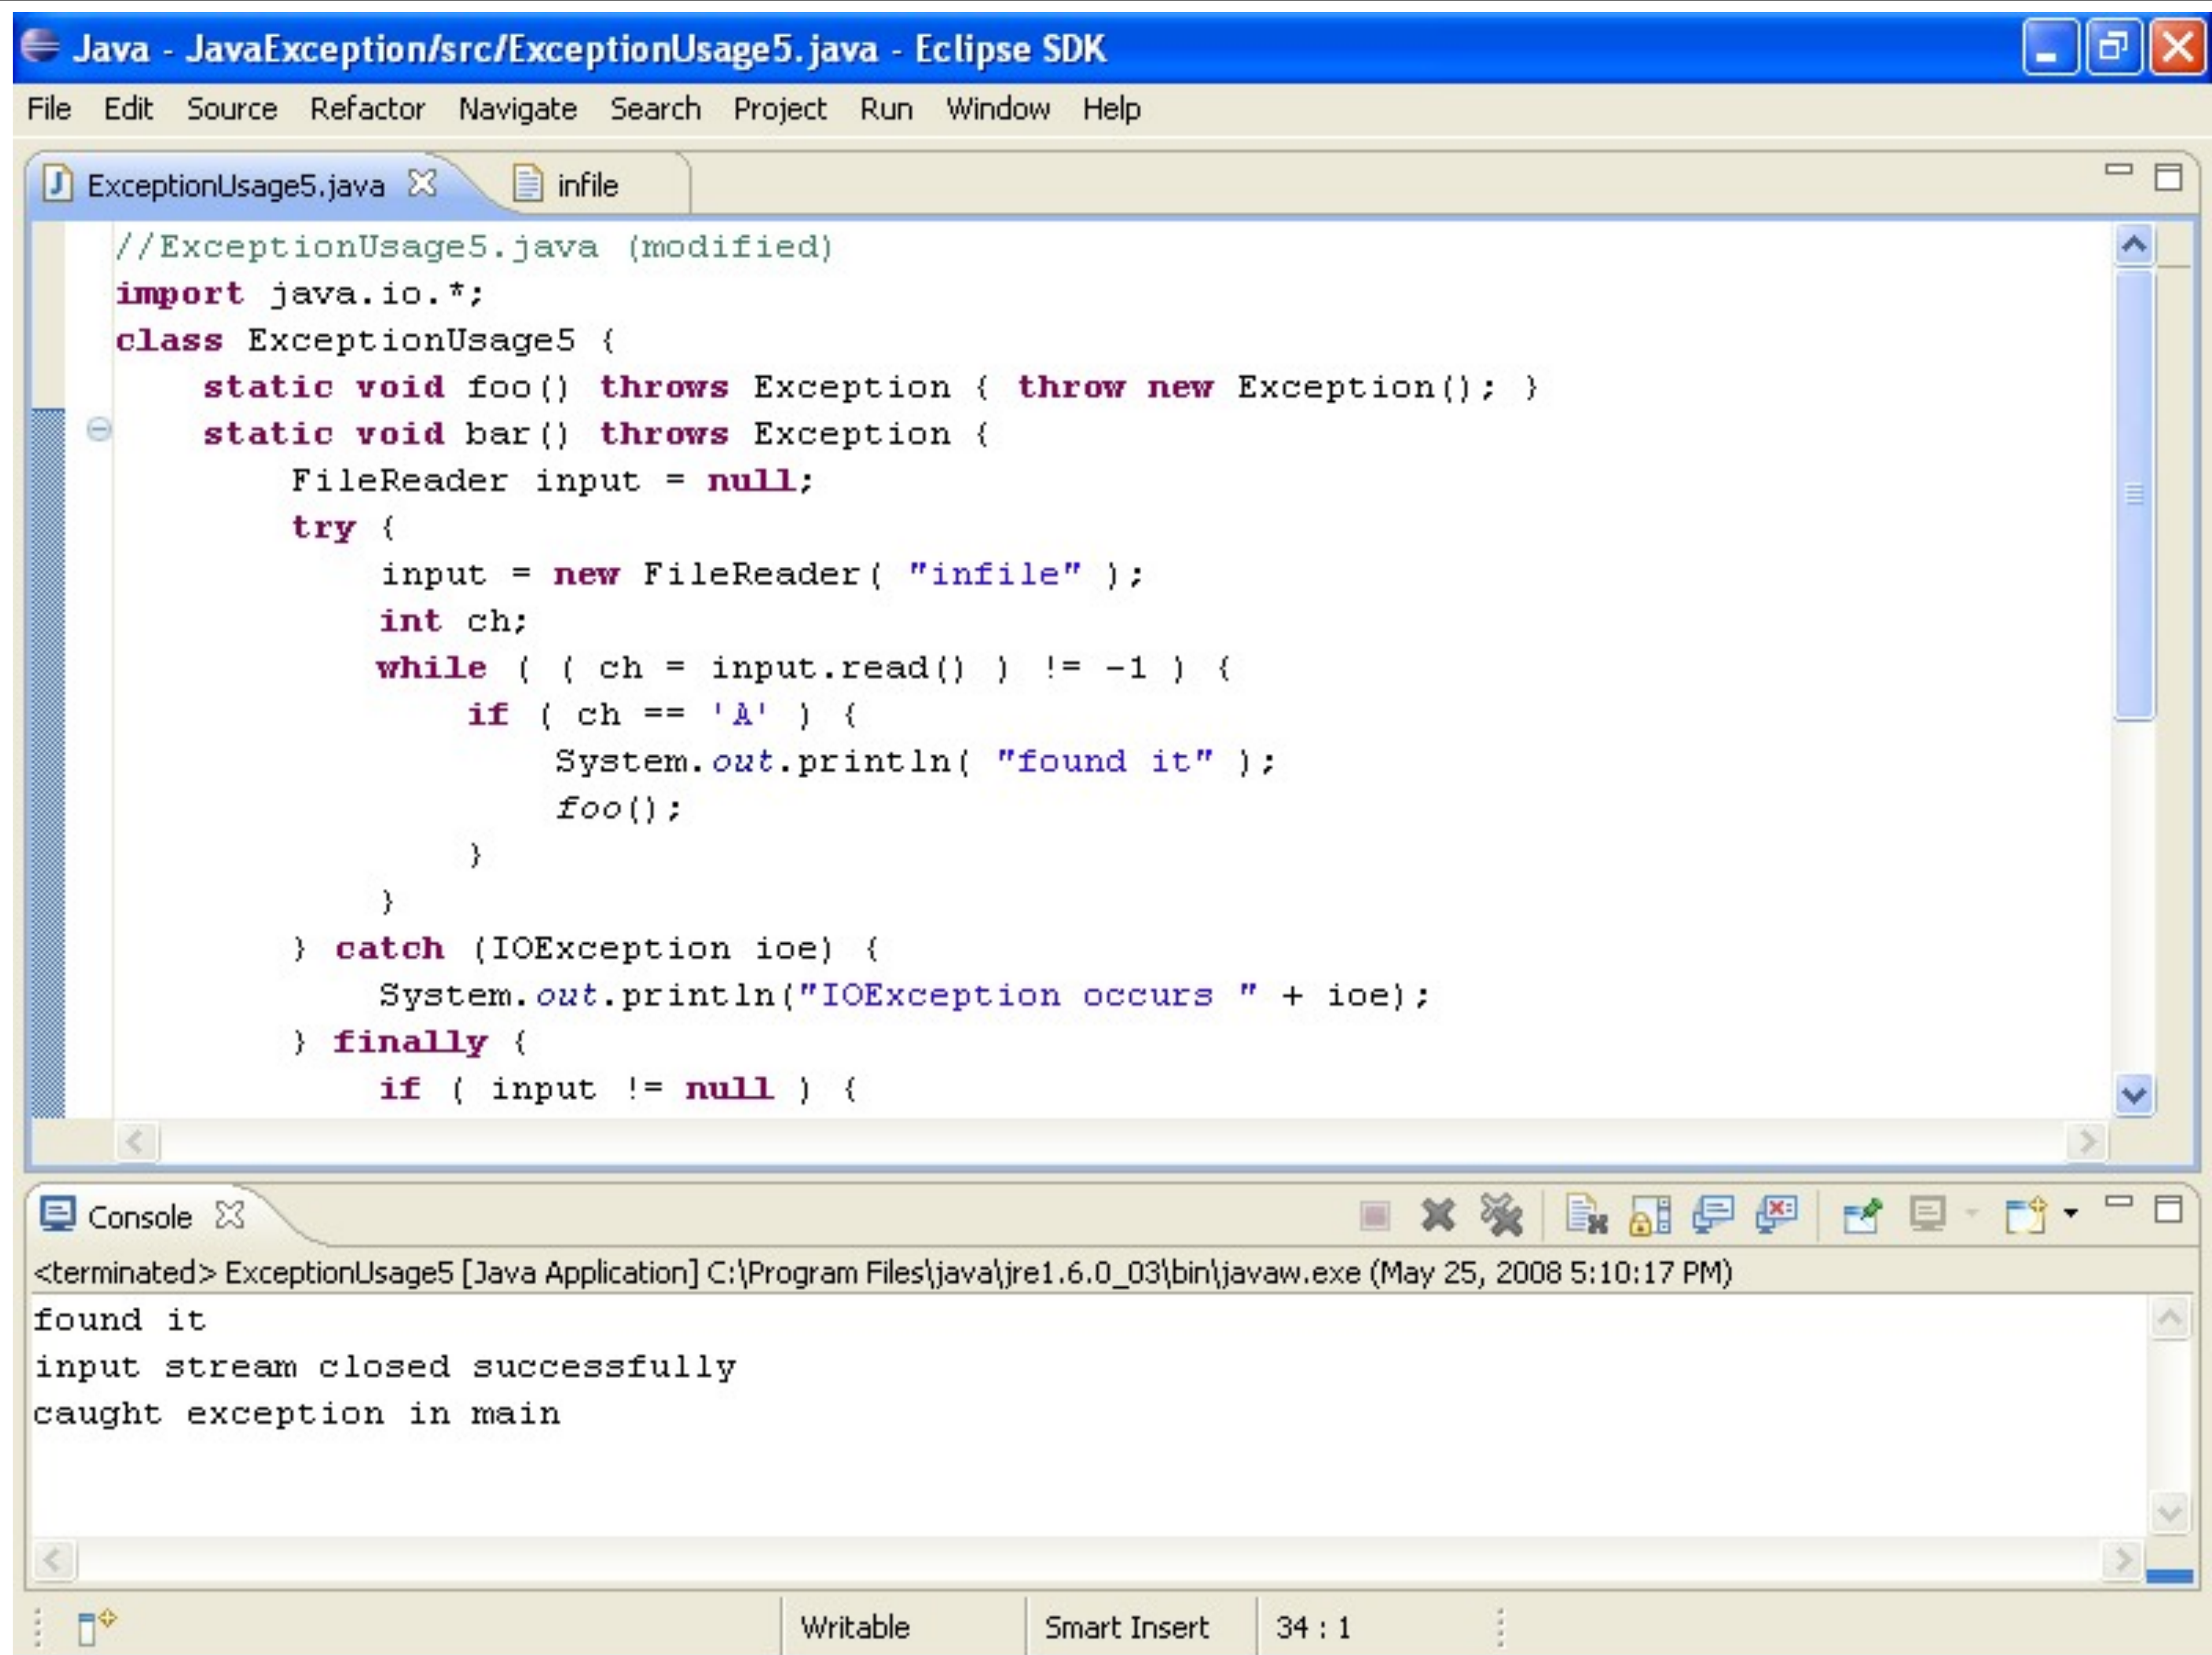 Java - JavaException/src/ExceptionUsage5.java - Eclipse SDK
File Edit Source Refactor Navigate Search Project Run Window Help
ExceptionUsage5.java infile
//ExceptionUsage5.java (modified)
import java.io.*;
class ExceptionUsage5 {
static void foo() throws Exception { throw new Exception(); }
static void bar() throws Exception {
FileReader input = null;
try {
input = new FileReader( "infile" );
int ch;
while ( ( ch = input.read() ) != -1 ) {
if ( ch == 'A' ) {
System.out.println( "found it" );
foo();
}
}
} catch (IOException ioe) {
System.out.println("IOException occurs " + ioe);
} finally {
if ( input != null ) {
Console
<terminated> ExceptionUsage5 [Java Application] C:\Program Files\java\jre1.6.0_03\bin\javaw.exe (May 25, 2008 5:10:17 PM)
found it
input stream closed successfully
caught exception in main
Writable Smart Insert 34 : 1